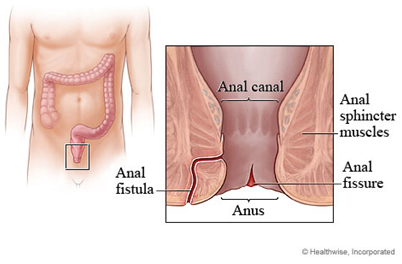 Anal canal
Anal
sphincter
muscles
Anal
fistula
Anal
fissure
Anus
© Healthwise, Incorporated